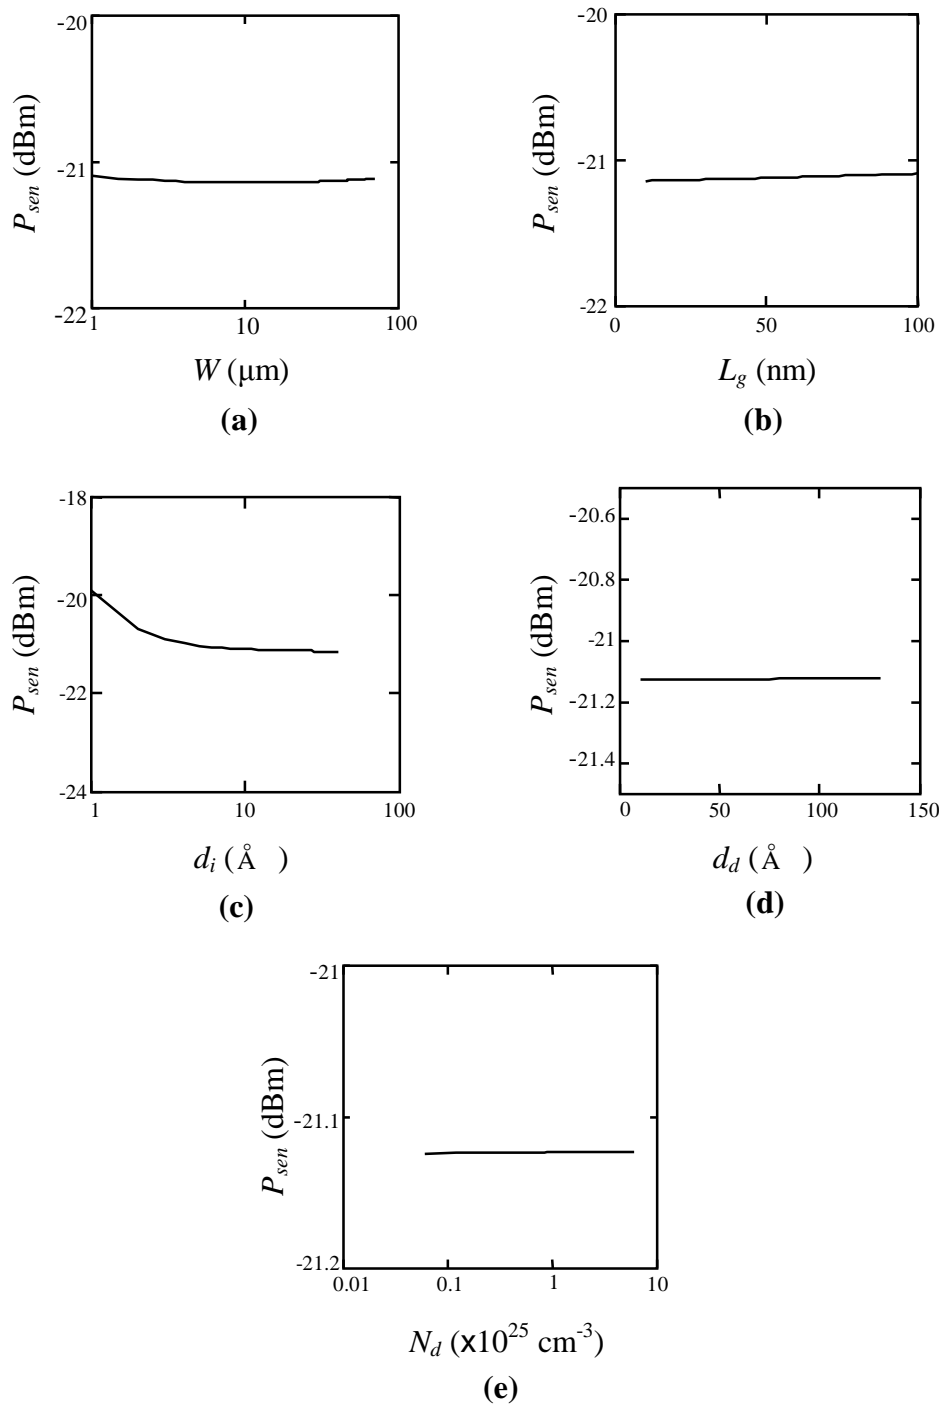 -20
-21
-22
P_sen (dBm)
1 10 100
W (μm)
(a)
-20
-21
-22
P_sen (dBm)
0 50 100
L_g (nm)
(b)
-18
-20
-22
-24
P_sen (dBm)
1 10 100
d_i (Å )
(c)
-20.6
-20.8
-21
-21.2
-21.4
P_sen (dBm)
0 50 100 150
d_d (Å )
(d)
-21
-21.1
-21.2
P_sen (dBm)
0.01 0.1 1 10
N_d (x10^25 cm^-3)
(e)